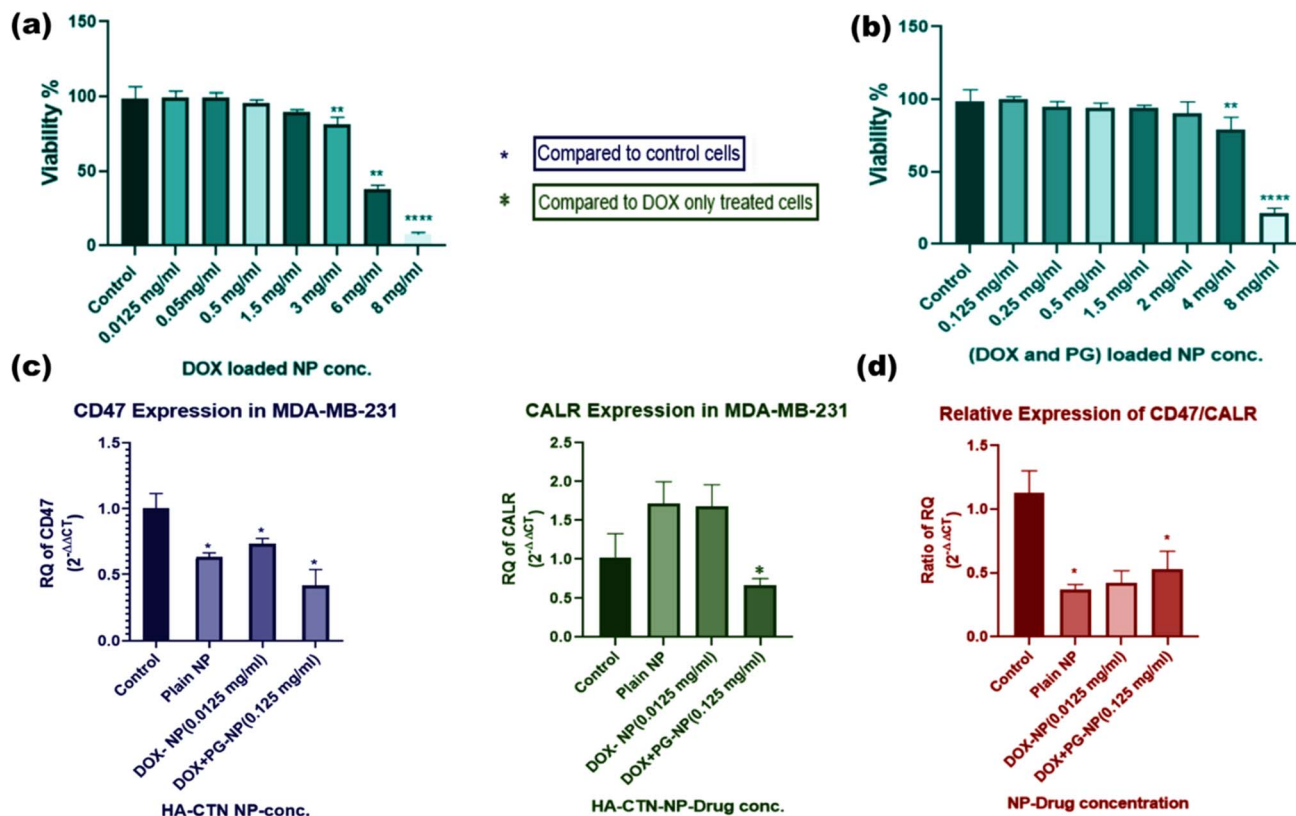 (a)
150
100
50
0
Viability %
** ** ****
Control
0.0125 mg/ml
0.05mg/ml
0.5 mg/ml
1.5 mg/ml
3 mg/ml
6 mg/ml
8 mg/ml
DOX loaded NP conc.
* Compared to control cells
* Compared to DOX only treated cells
(b)
150
100
50
0
Viability %
** ****
Control
0.125 mg/ml
0.25 mg/ml
0.5 mg/ml
1.5 mg/ml
2 mg/ml
4 mg/ml
8 mg/ml
(DOX and PG) loaded NP conc.
(c)
CD47 Expression in MDA-MB-231
1.5
1.0
0.5
0.0
RQ of CD47
(2^-ΔΔCT)
* * *
Control
Plain NP
DOX- NP(0.0125 mg/ml)
DOX+PG-NP(0.125 mg/ml)
HA-CTN NP-conc.
CALR Expression in MDA-MB-231
2.5
2.0
1.5
1.0
0.5
0.0
RQ of CALR
(2^-ΔΔCT)
*
Control
Plain NP
DOX- NP(0.0125 mg/ml)
DOX+PG-NP(0.125 mg/ml)
HA-CTN-NP-Drug conc.
(d)
Relative Expression of CD47/CALR
1.5
1.0
0.5
0.0
Ratio of RQ
(2^-ΔΔCT)
* *
Control
Plain NP
DOX-NP(0.0125 mg/ml)
DOX+PG-NP(0.125 mg/ml)
NP-Drug concentration